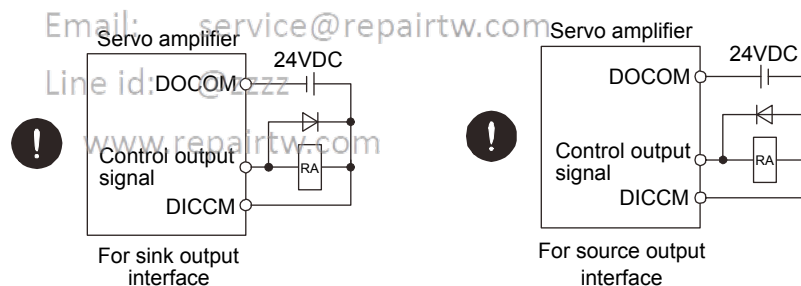 Email: service@repairtw.com
Servo amplifier
24VDC
Line id: @zzzz
DOCOM
www.repairtw.com
Control output
signal
RA
DICCM
For sink output
interface
Servo amplifier
24VDC
DOCOM
Control output
signal
RA
DICCM
For source output
interface